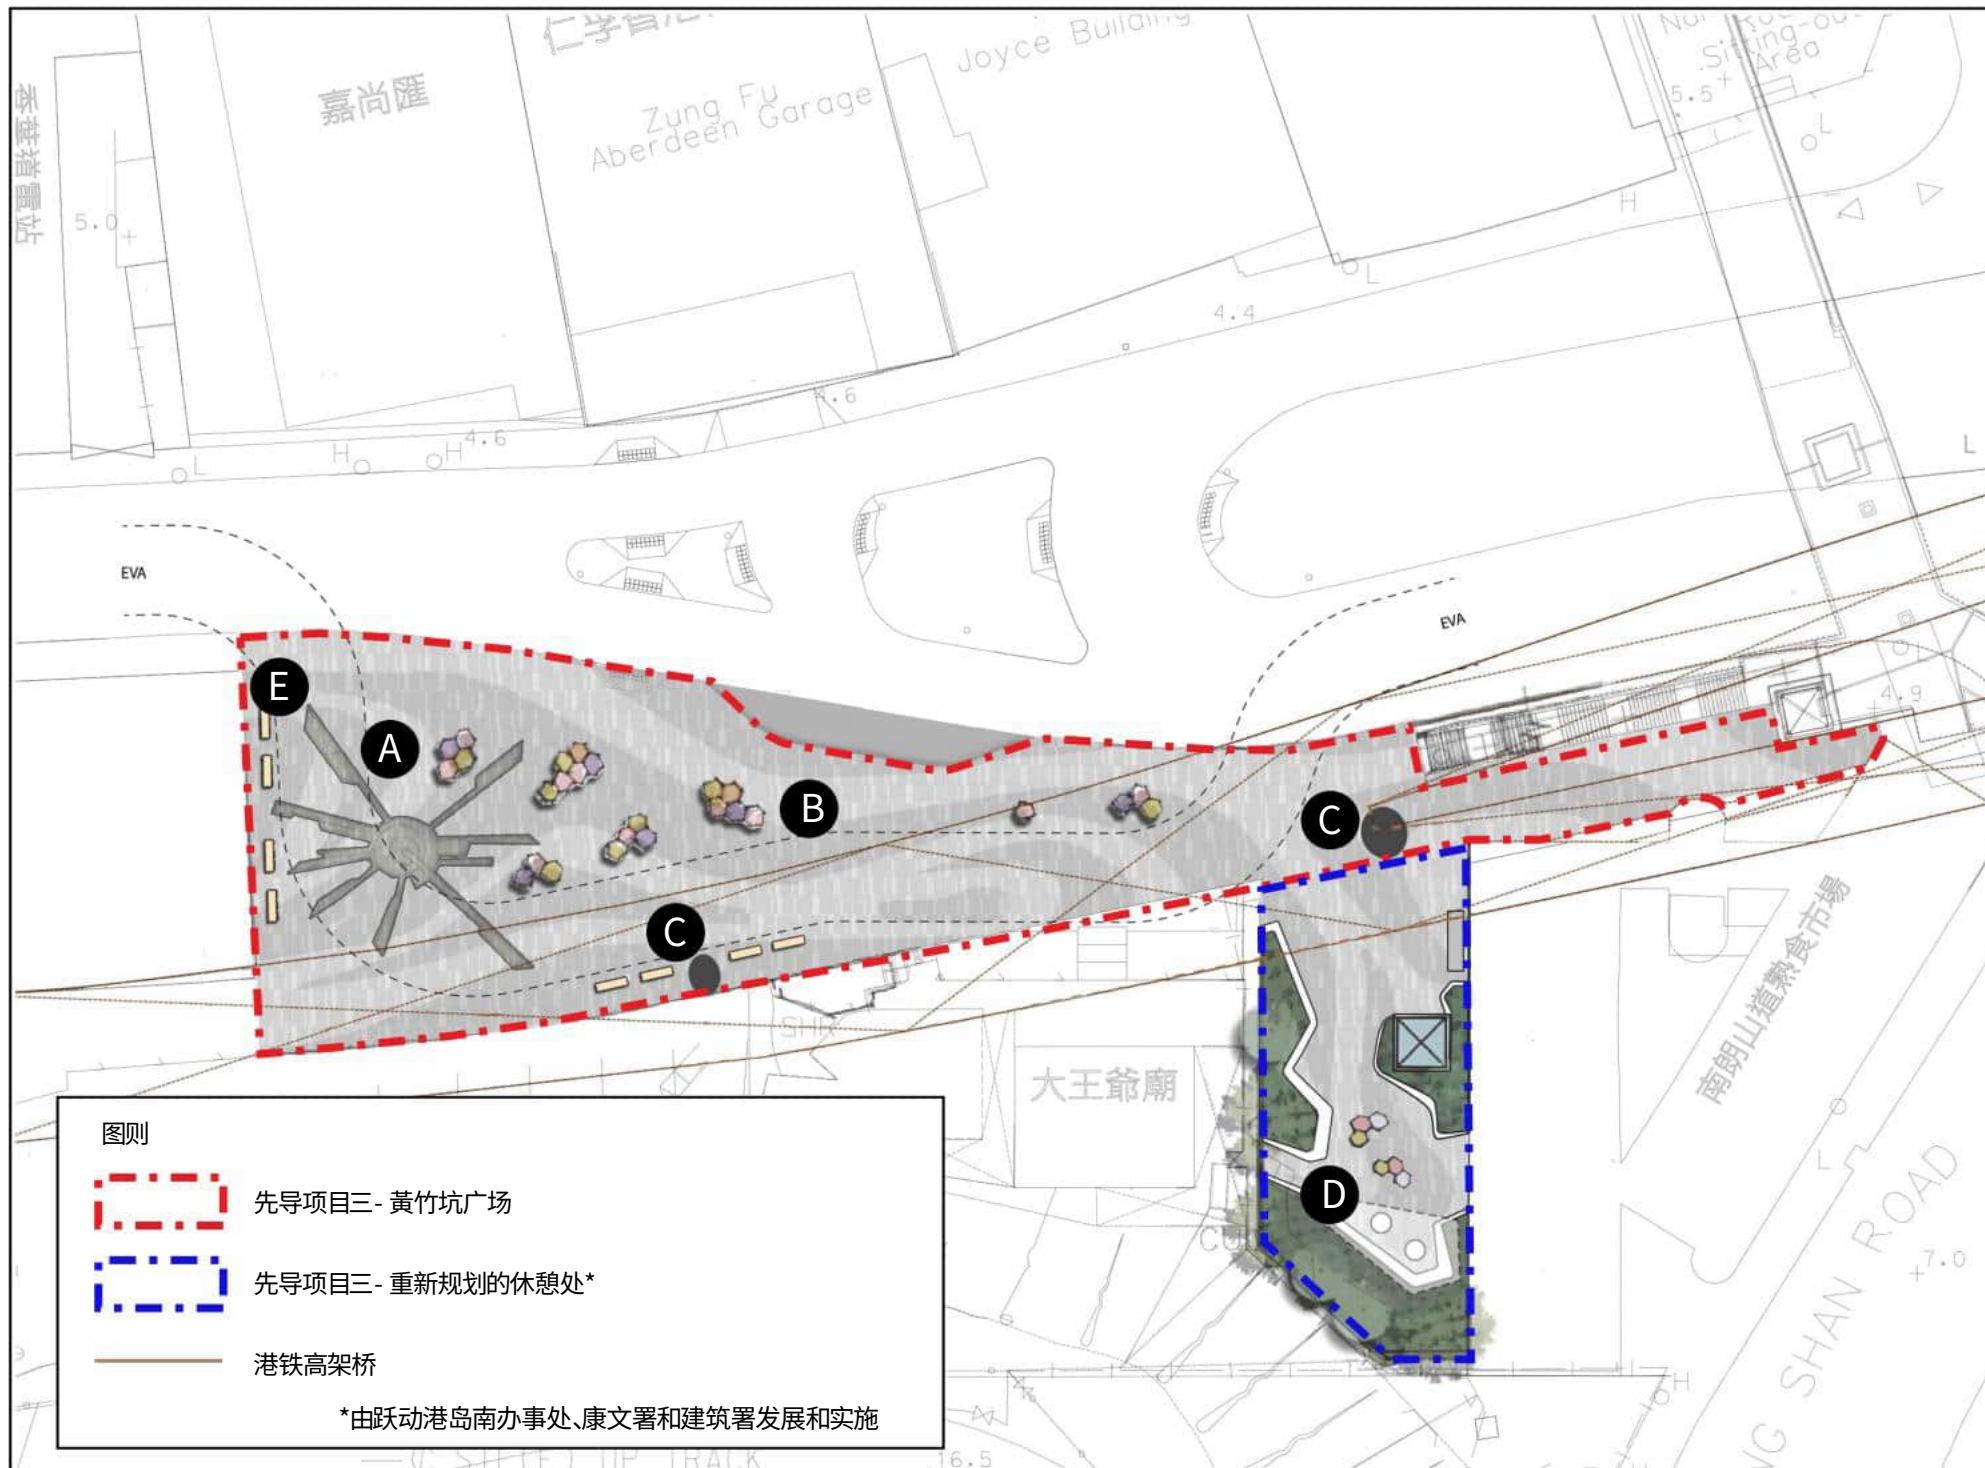 Joyce Building
Sitting-out
Area
5.5
嘉尚匯
Zung Fu
Aberdeen Garage
L
5.0
H
L
4.4
4.6
4.6
H
H
L
L
EVA
EVA
E
A
B
C
C
4.9
南朗山道熟食市場
大王爺廟
D
L
SHAN ROAD
7.0
H
图则
先导项目三- 黃竹坑广场
先导项目三- 重新规划的休憩处*
港铁高架桥
*由跃动港岛南办事处、康文署和建筑署发展和实施
16.5